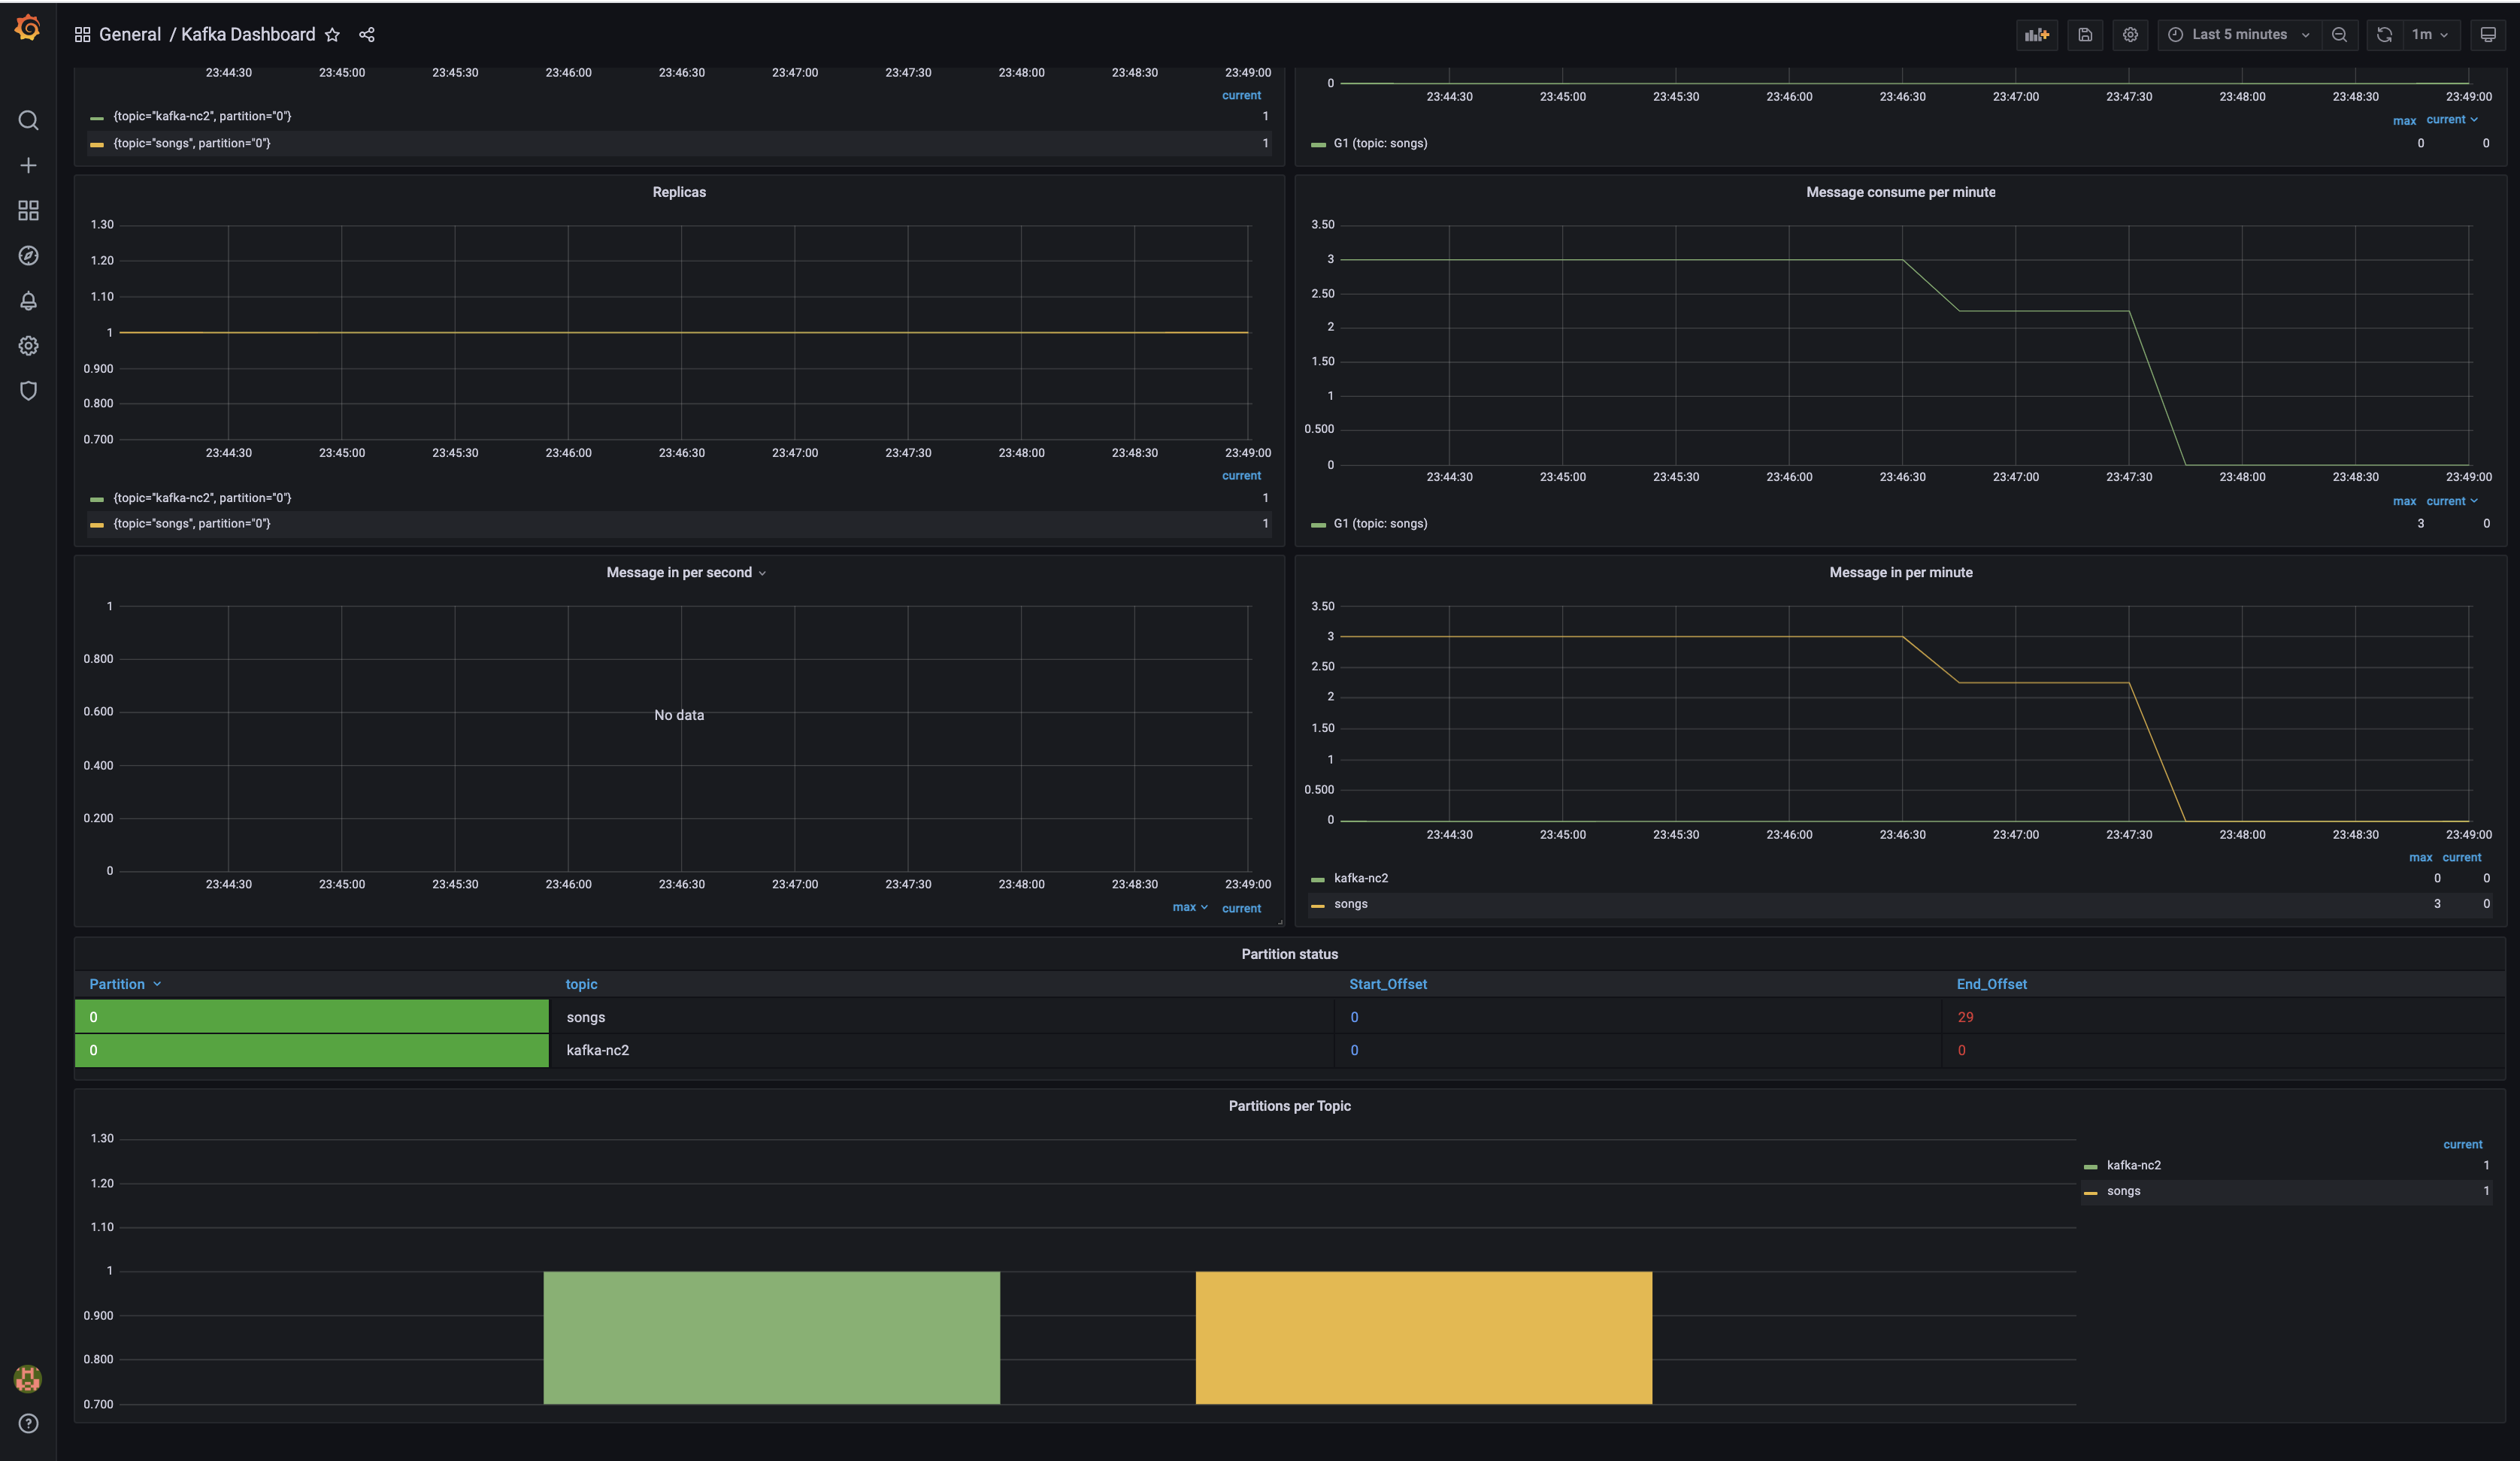 General / Kafka Dashboard
Last 5 minutes
1m
23:44:30 23:45:00 23:45:30 23:46:00 23:46:30 23:47:00 23:47:30 23:48:00 23:48:30 23:49:00
current
{topic="kafka-nc2", partition="0"} 1
{topic="songs", partition="0"} 1
0
23:44:30 23:45:00 23:45:30 23:46:00 23:46:30 23:47:00 23:47:30 23:48:00 23:48:30 23:49:00
max current
G1 (topic: songs) 0 0
Replicas
1.30
1.20
1.10
1
0.900
0.800
0.700
23:44:30 23:45:00 23:45:30 23:46:00 23:46:30 23:47:00 23:47:30 23:48:00 23:48:30 23:49:00
current
{topic="kafka-nc2", partition="0"} 1
{topic="songs", partition="0"} 1
Message consume per minute
3.50
3
2.50
2
1.50
1
0.500
0
23:44:30 23:45:00 23:45:30 23:46:00 23:46:30 23:47:00 23:47:30 23:48:00 23:48:30 23:49:00
max current
G1 (topic: songs) 3 0
Message in per second
1
0.800
0.600
No data
0.400
0.200
0
23:44:30 23:45:00 23:45:30 23:46:00 23:46:30 23:47:00 23:47:30 23:48:00 23:48:30 23:49:00
max current
Message in per minute
3.50
3
2.50
2
1.50
1
0.500
0
23:44:30 23:45:00 23:45:30 23:46:00 23:46:30 23:47:00 23:47:30 23:48:00 23:48:30 23:49:00
max current
kafka-nc2 0 0
songs 3 0
Partition status
Partition topic Start_Offset End_Offset
0 songs 0 29
0 kafka-nc2 0 0
Partitions per Topic
1.30
1.20
1.10
1
0.900
0.800
0.700
current
kafka-nc2 1
songs 1